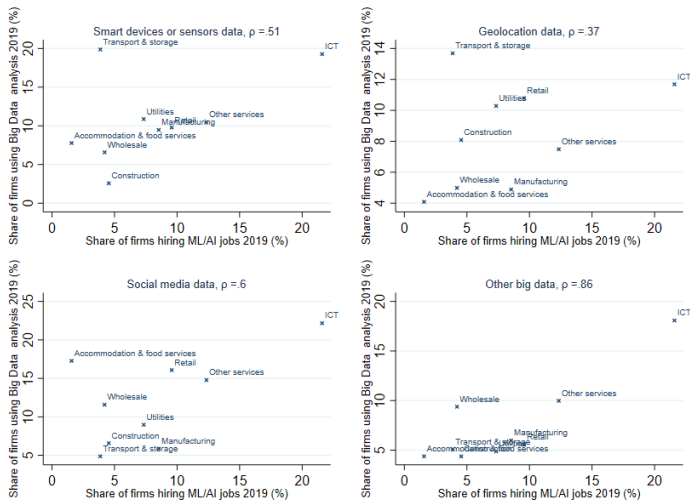 Smart devices or sensors data, ρ =.51
Share of firms using Big Data analysis 2019 (%)
20
15
10
5
0
Transport & storage
ICT
Utilities
Other services
Retail
Manufacturing
Accommodation & food services
Wholesale
Construction
0 5 10 15 20
Share of firms hiring ML/AI jobs 2019 (%)
Geolocation data, ρ =.37
Share of firms using Big Data analysis 2019 (%)
14
12
10
8
6
4
Transport & storage
ICT
Retail
Utilities
Construction
Other services
Wholesale
Manufacturing
Accommodation & food services
0 5 10 15 20
Share of firms hiring ML/AI jobs 2019 (%)
Social media data, ρ =.6
Share of firms using Big Data analysis 2019 (%)
25
20
15
10
5
ICT
Accommodation & food services
Retail
Other services
Wholesale
Utilities
Construction
Manufacturing
Transport & storage
0 5 10 15 20
Share of firms hiring ML/AI jobs 2019 (%)
Other big data, ρ =.86
Share of firms using Big Data analysis 2019 (%)
20
15
10
5
ICT
Other services
Wholesale
Manufacturing
Retail
Transport & storage
Utilities
Accommodation & food services
Construction
0 5 10 15 20
Share of firms hiring ML/AI jobs 2019 (%)